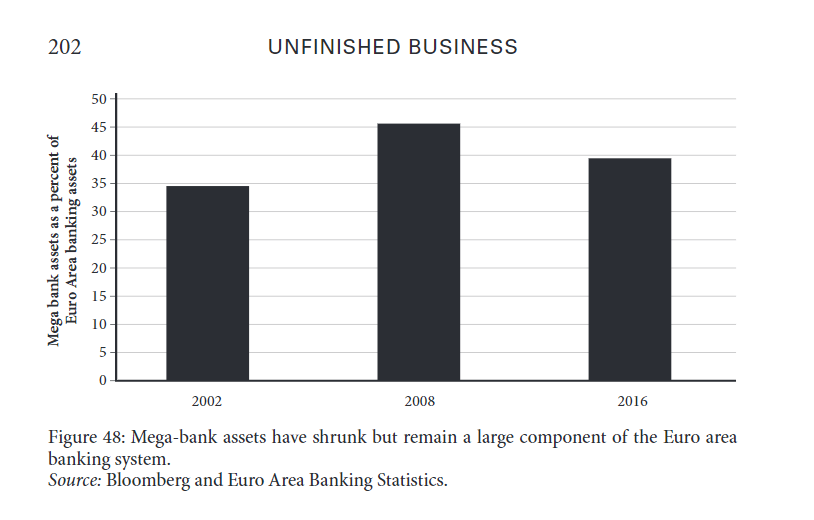 202
UNFINISHED BUSINESS
Mega bank assets as a percent of
Euro Area banking assets
50
45
40
35
30
25
20
15
10
5
0
2002
2008
2016
Figure 48: Mega-bank assets have shrunk but remain a large component of the Euro area
banking system.
Source: Bloomberg and Euro Area Banking Statistics.